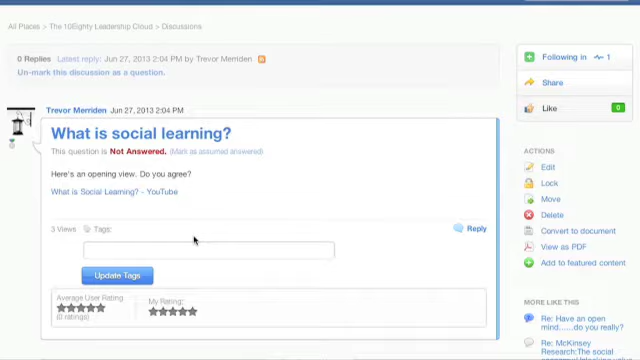 All Places > The 10Eighty Leadership Cloud > Discussions
0 Replies Latest reply: Jun 27, 2013 2:04 PM by Trevor Merriden
Un-mark this discussion as a question.
Trevor Merriden Jun 27, 2013 2:04 PM
What is social learning?
This question is Not Answered. (Mark as assumed answered)
Here's an opening view. Do you agree?
What is Social Learning? - YouTube
3 Views Tags:
Reply
Update Tags
Average User Rating
(0 ratings)
My Rating:
Following in 1
Share
Like 0
ACTIONS
Edit
Lock
Move
Delete
Convert to document
View as PDF
Add to featured content
MORE LIKE THIS
Re: Have an open
mind......do you really?
Re: McKinsey
Research:The social